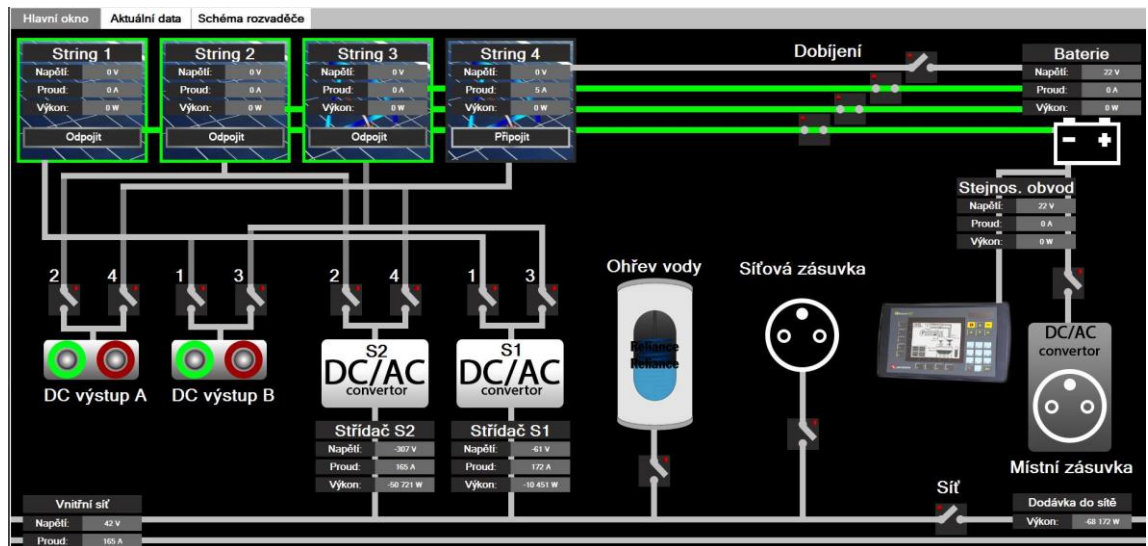 Hlavní okno Aktuální data Schéma rozvaděče
String 1 String 2 String 3 String 4 Dobíjení Baterie
Napětí: 0 V Napětí: 0 V Napětí: 0 V Napětí: 0 V Napětí: 22 V
Proud: 0 A Proud: 0 A Proud: 0 A Proud: 5 A Proud: 0 A
Výkon: 0 W Výkon: 0 W Výkon: 0 W Výkon: 0 W Výkon: 0 W
Odpojit Odpojit Odpojit Připojit
Stejnos. obvod
Napětí: 22 V
Proud: 0 A
Výkon: 0 W
2 4 1 3 2 4 1 3 Ohřev vody Síťová zásuvka
S2 S1 DC/AC
DC/AC DC/AC convertor
convertor convertor
Reliance
Reliance
DC výstup A DC výstup B
Střídač S2 Střídač S1
Napětí: -307 V Napětí: -61 V
Proud: 165 A Proud: 172 A
Výkon: -50 721 W Výkon: -10 451 W
Místní zásuvka
Síť
Vnitřní síť Dodávka do sítě
Napětí: 42 V Výkon: -68 172 W
Proud: 165 A